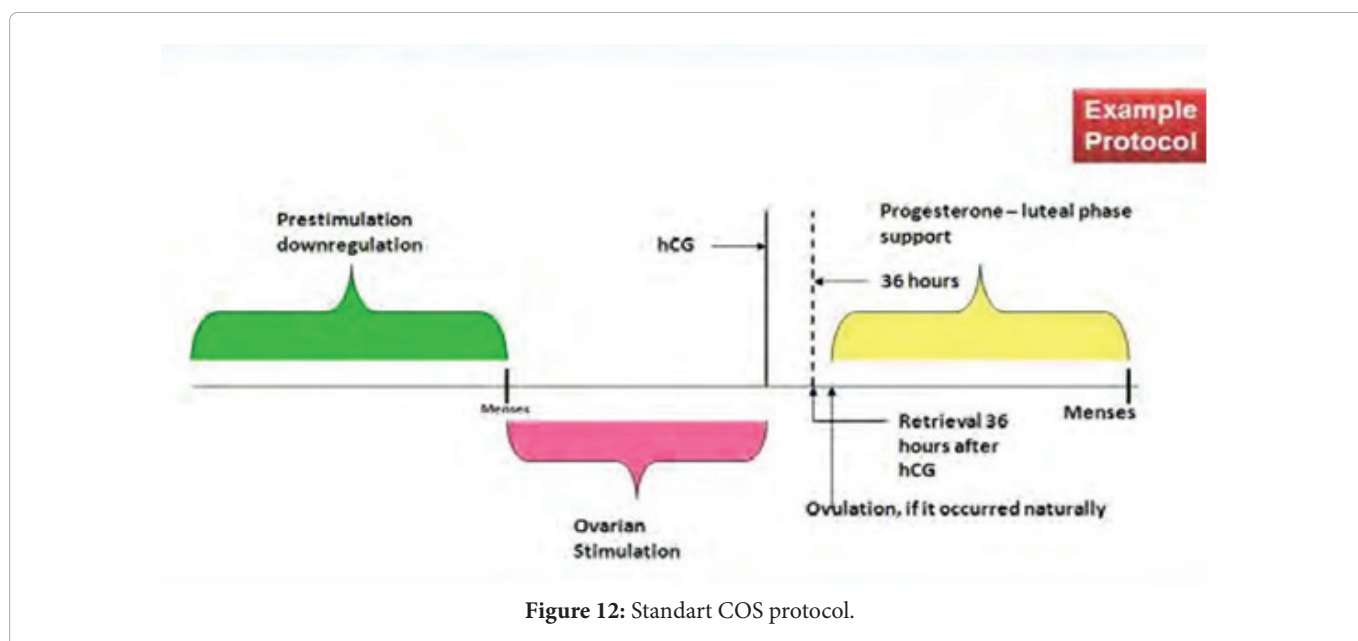 Example
Protocol
Prestimulation
downregulation
hCG
Progesterone – luteal phase
support
36 hours
Menses
Menses
Retrieval 36
hours after
hCG
Ovulation, if it occurred naturally
Ovarian
Stimulation
Figure 12: Standart COS protocol.